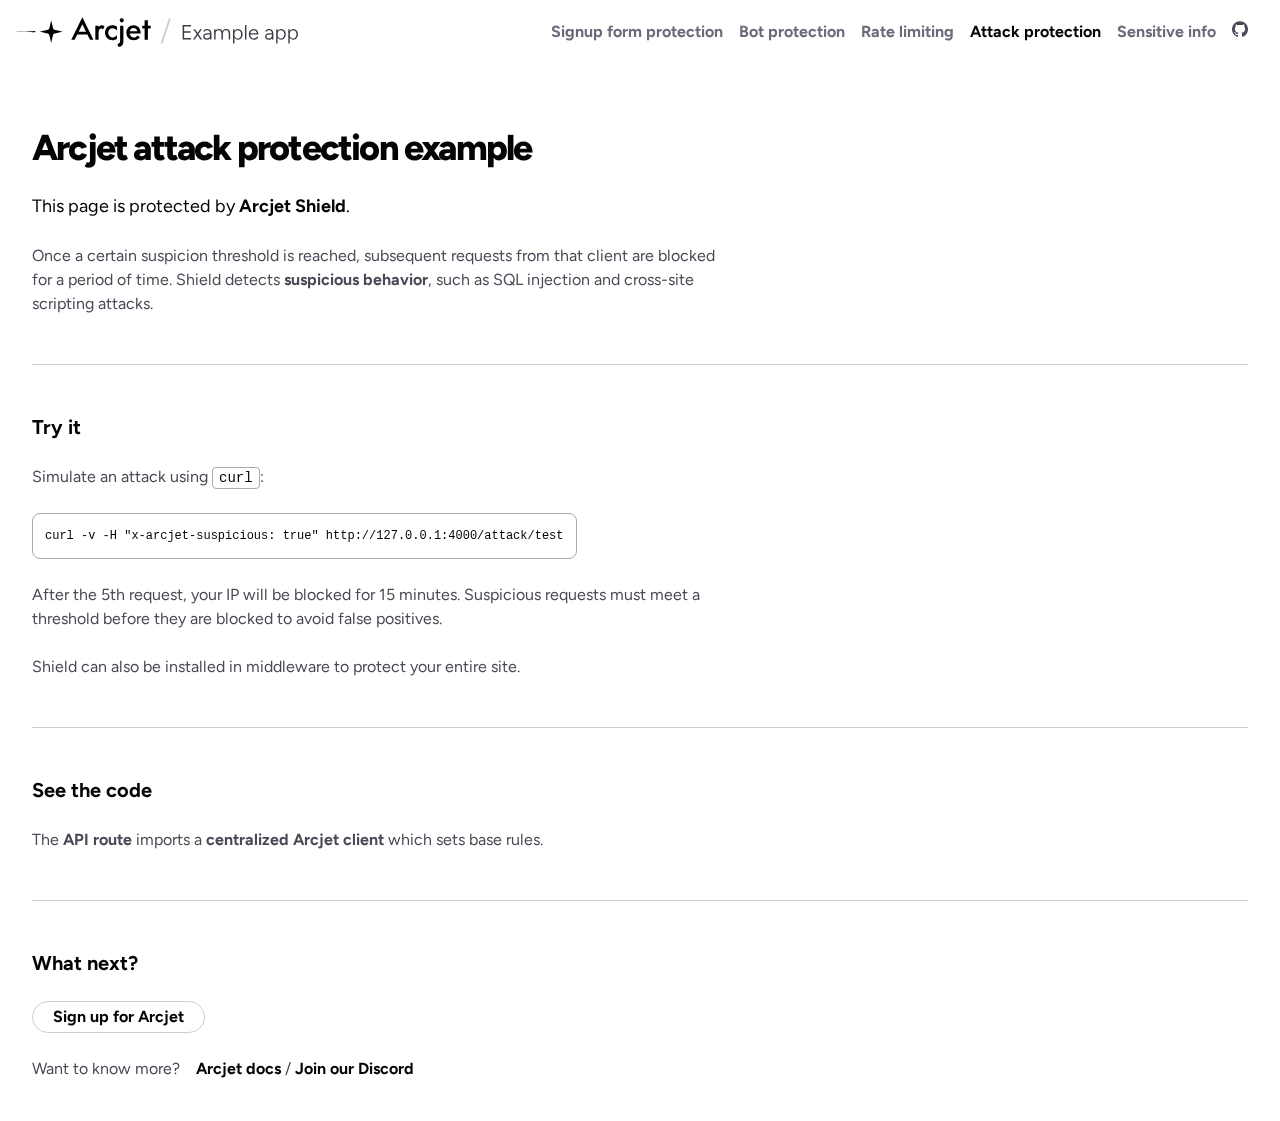 Arcjet / Example app
Signup form protection Bot protection Rate limiting Attack protection Sensitive info
Arcjet attack protection example
This page is protected by Arcjet Shield.
Once a certain suspicion threshold is reached, subsequent requests from that client are blocked
for a period of time. Shield detects suspicious behavior, such as SQL injection and cross-site
scripting attacks.
Try it
Simulate an attack using curl:
curl -v -H "x-arcjet-suspicious: true" http://127.0.0.1:4000/attack/test
After the 5th request, your IP will be blocked for 15 minutes. Suspicious requests must meet a
threshold before they are blocked to avoid false positives.
Shield can also be installed in middleware to protect your entire site.
See the code
The API route imports a centralized Arcjet client which sets base rules.
What next?
Sign up for Arcjet
Want to know more? Arcjet docs / Join our Discord